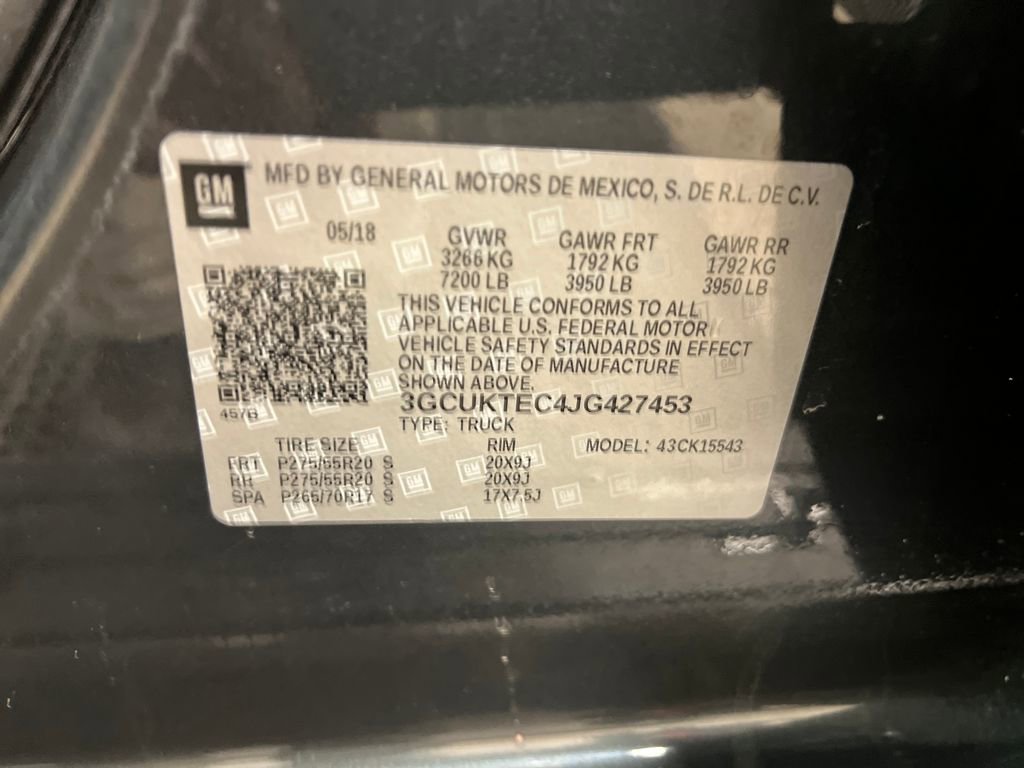 GM
MFD BY GENERAL MOTORS DE MEXICO, S. DE R.L. DE C.V.
05/18
GVWR GAWR FRT GAWR RR
3266 KG 1792 KG 1792 KG
7200 LB 3950 LB 3950 LB
THIS VEHICLE CONFORMS TO ALL
APPLICABLE U.S. FEDERAL MOTOR
VEHICLE SAFETY STANDARDS IN EFFECT
ON THE DATE OF MANUFACTURE
SHOWN ABOVE.
3GCUKTEC4JG427453
457B
TYPE: TRUCK
TIRE SIZE RIM MODEL: 43CK15543
FRT P275/55R20 S 20X9J
RR P275/55R20 S 20X9J
SPA P265/70R17 S 17X7.5J